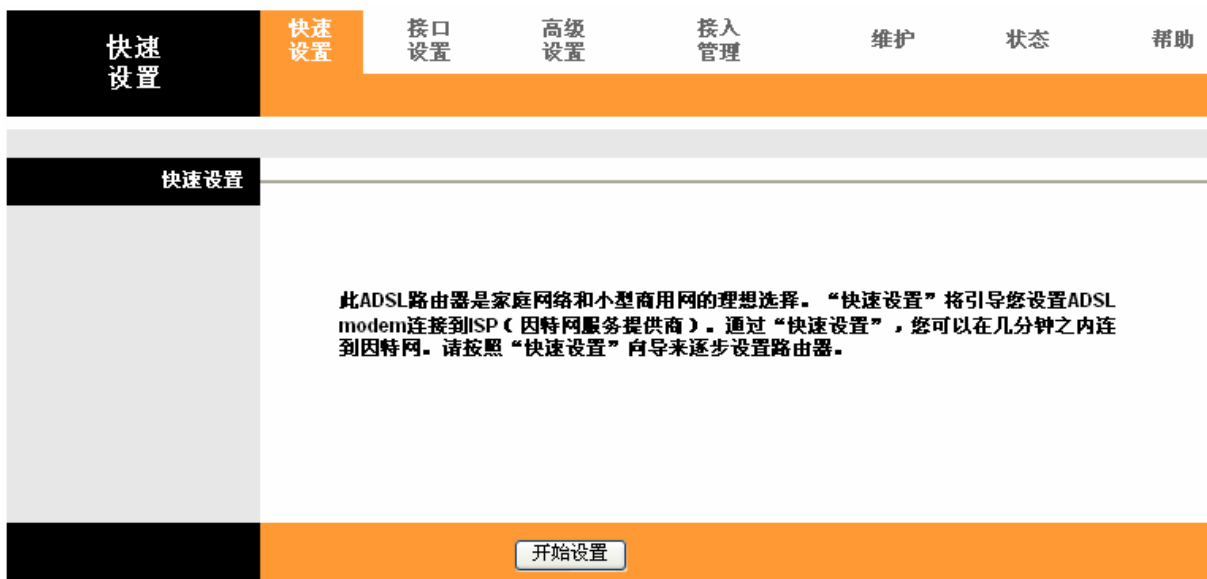 快速
设置
快速
设置
接口
设置
高级
设置
接入
管理
维护
状态
帮助
快速设置
此ADSL路由器是家庭网络和小型商用网的理想选择。“快速设置”将引导您设置ADSL
modem连接到ISP（因特网服务提供商）。通过“快速设置”，您可以在几分钟之内连
到因特网。请按照“快速设置”向导来逐步设置路由器。
开始设置